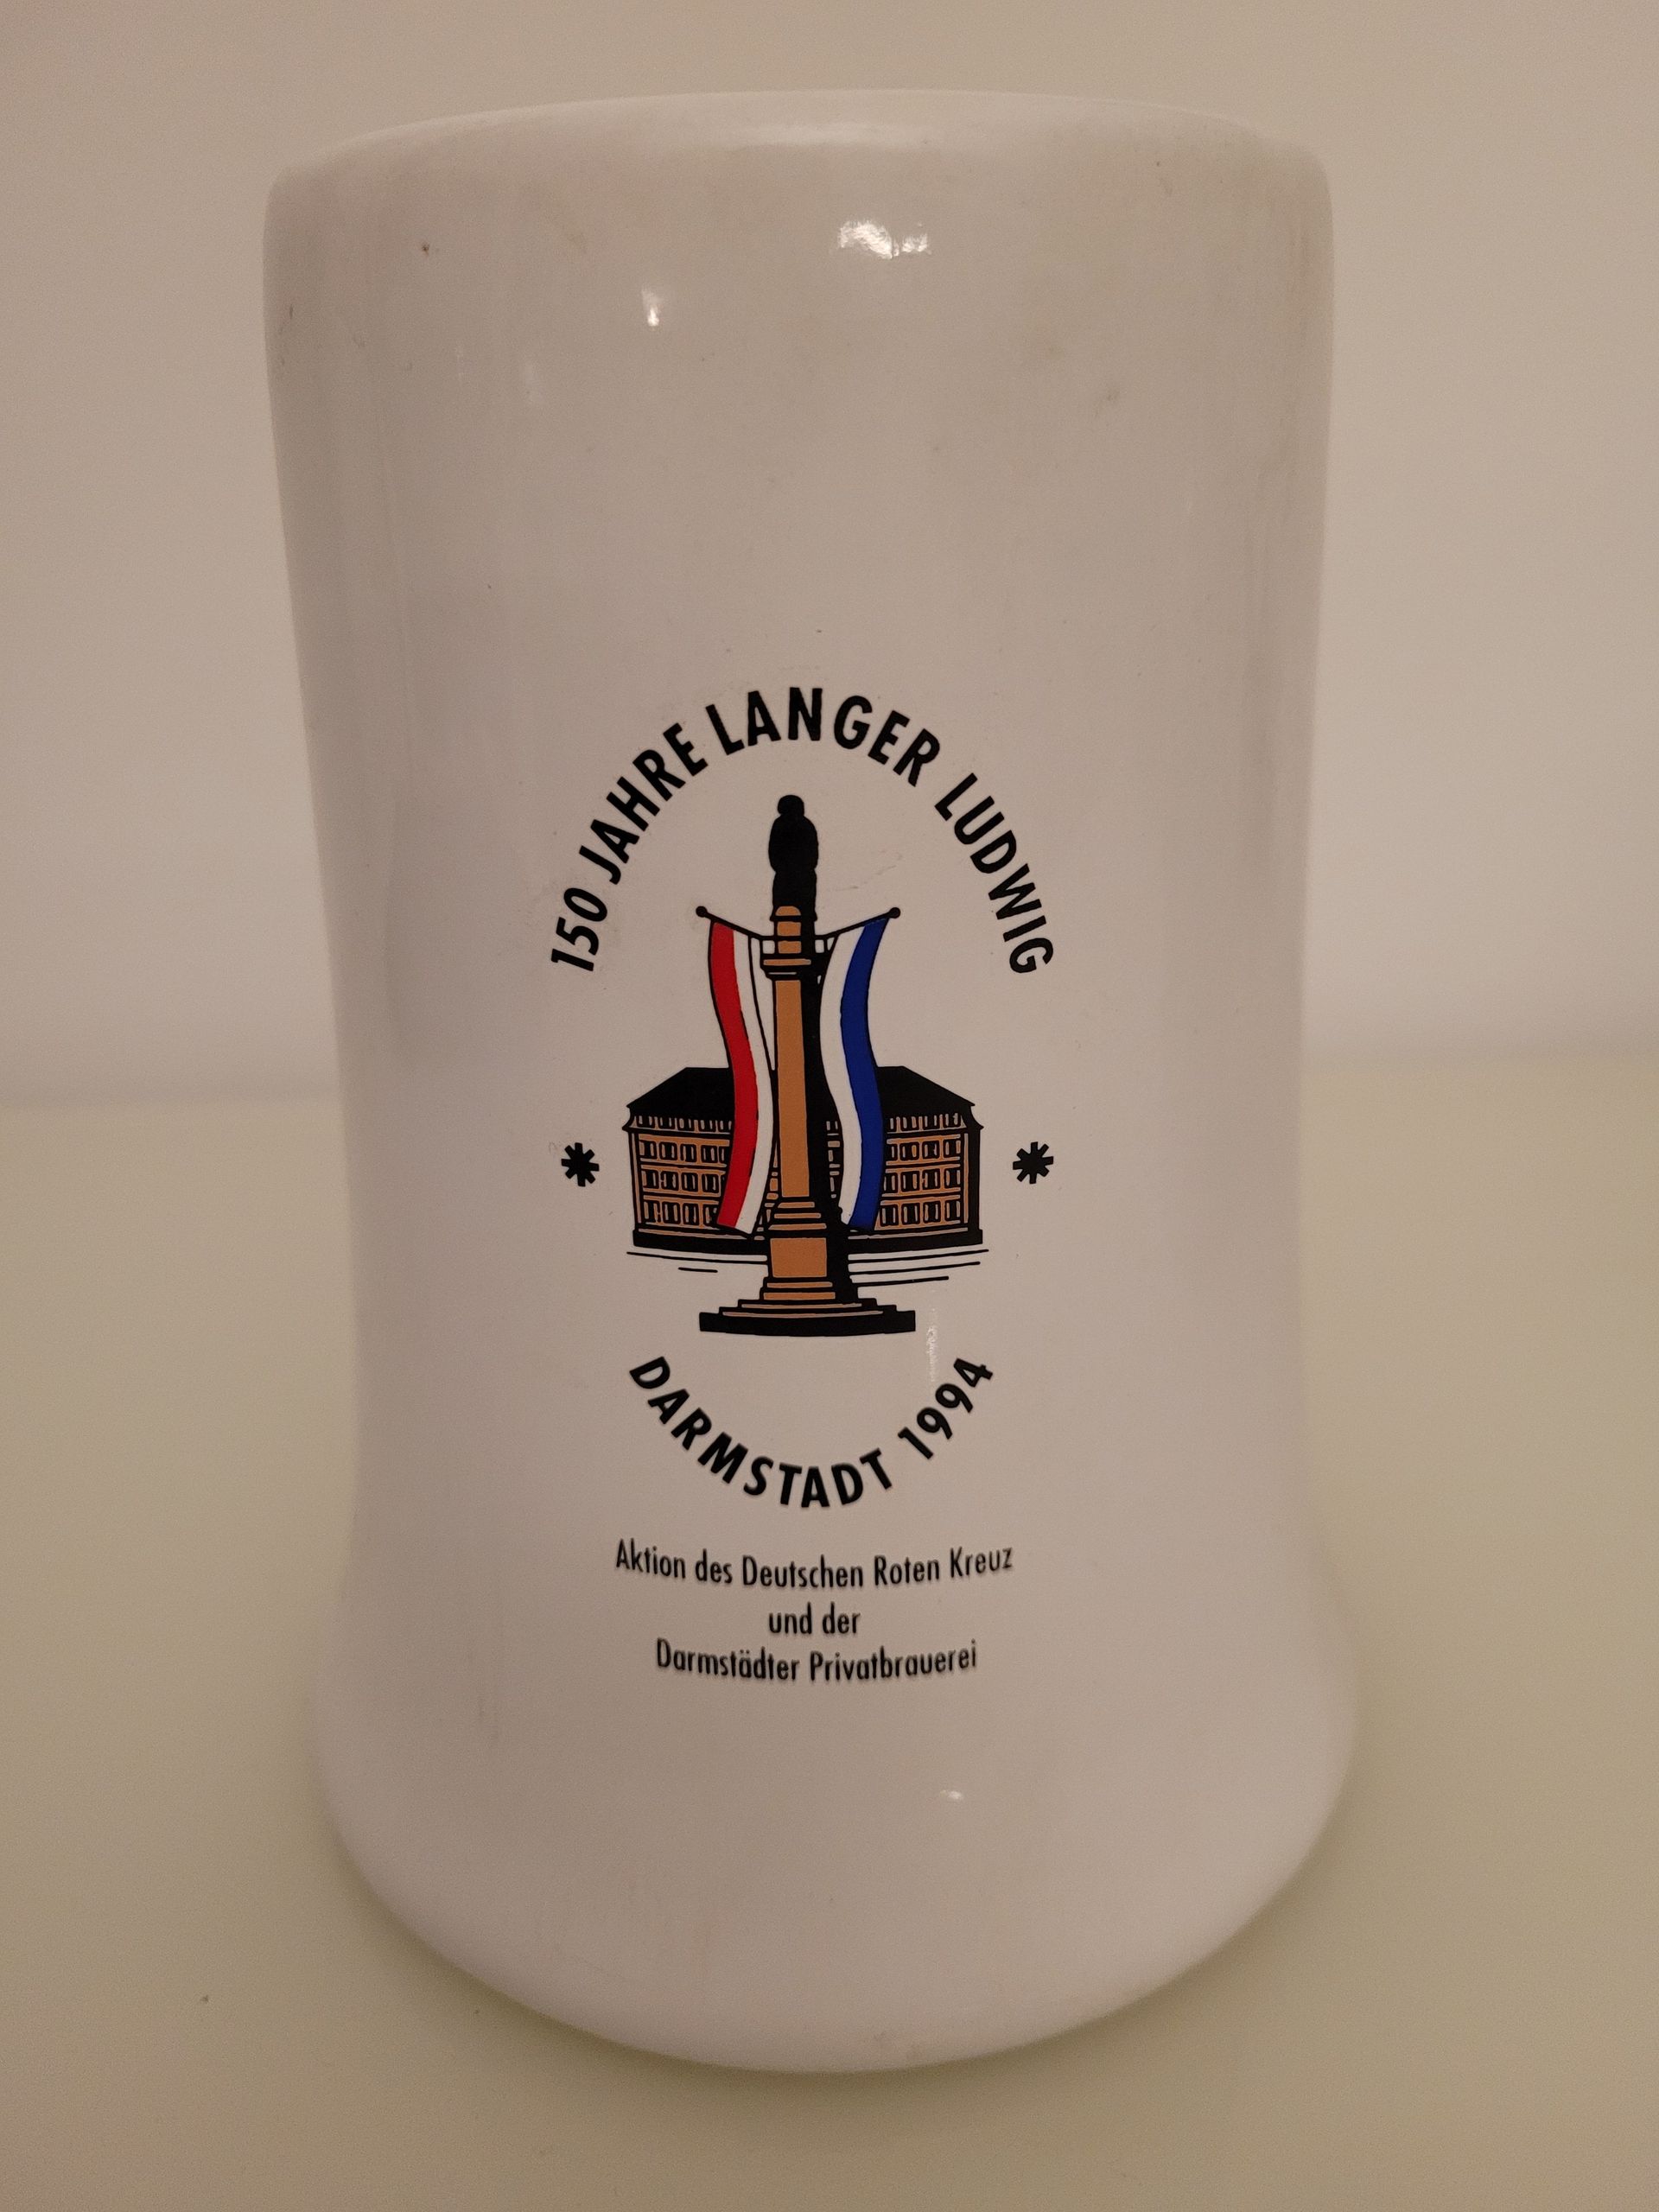 150 JAHRE LANGER LUDWIG
* *
DARMSTADT 1994
Aktion des Deutschen Roten Kreuz
und der
Darmstädter Privatbrauerei